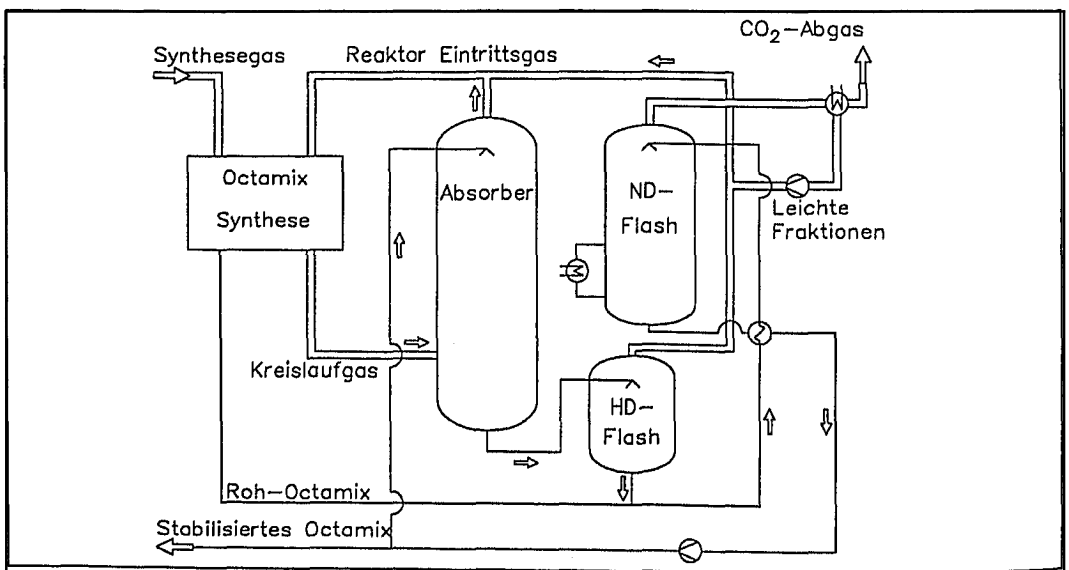 CO₂-Abgas
Synthesegas
Reaktor Eintrittsgas
Octamix
Synthese
Absorber
ND-
Flash
Leichte
Fraktionen
Kreislaufgas
HD-
Flash
Roh-Octamix
Stabilisiertes Octamix